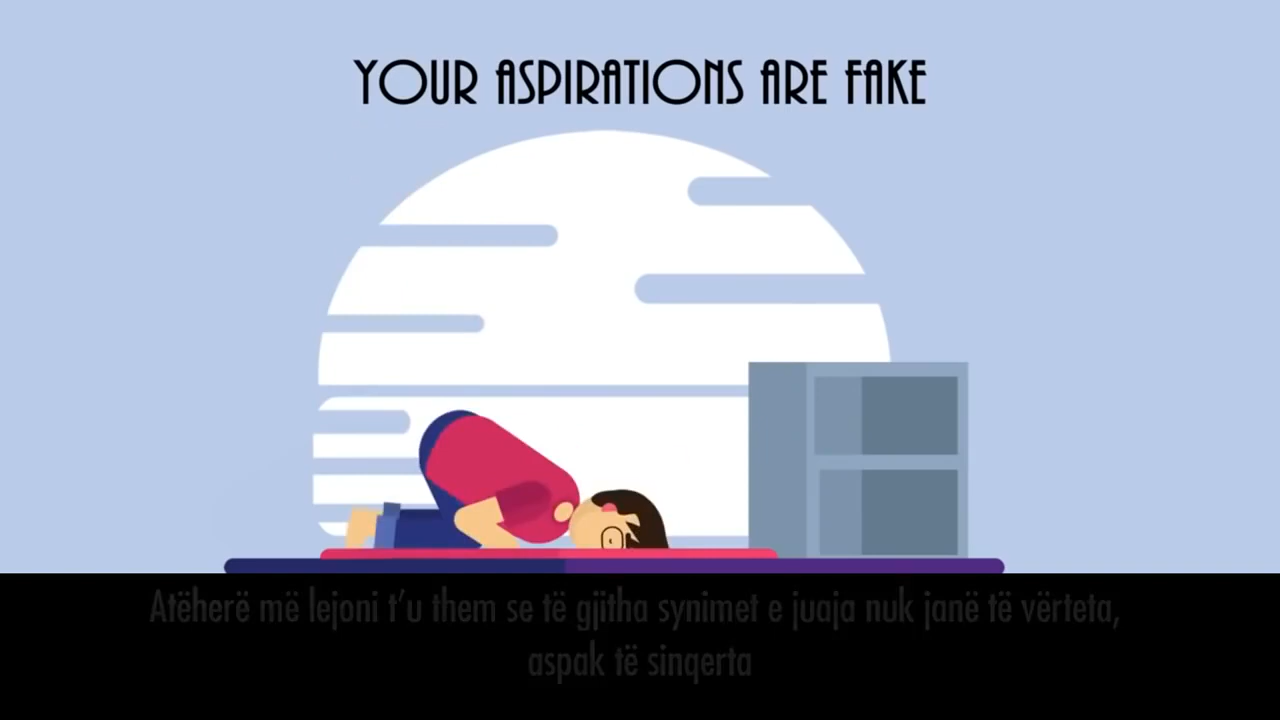 YOUR ASPIRATIONS ARE FAKE
Atëherë më lejoni t'u them se të gjitha synimet e juaja nuk janë të vërteta,
aspak të sinqerta